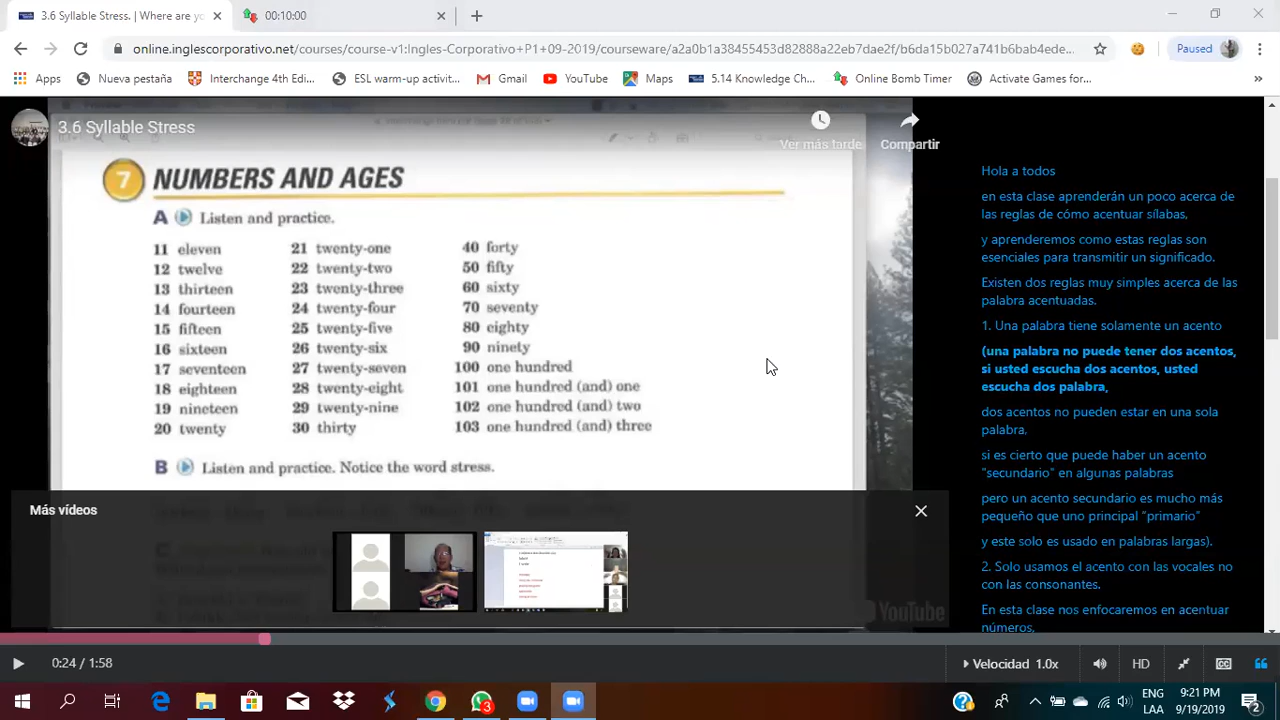 3.6 Syllable Stress. | Where are yo
00:10:00
online.inglescorporativo.net/courses/course-v1:Ingles-Corporativo+P1+09-2019/courseware/a2a0b1a38455453d82888a22eb7dae2f/b6da15b027a741b6bab4ede...
Paused
Apps
Nueva pestaña
Interchange 4th Edi...
ESL warm-up activit...
Gmail
YouTube
Maps
S1.4 Knowledge Ch...
Online Bomb Timer
Activate Games for...
»
3.6 Syllable Stress
Ver más tarde
Compartir
7 NUMBERS AND AGES
A Listen and practice.
11 eleven
12 twelve
13 thirteen
14 fourteen
15 fifteen
16 sixteen
17 seventeen
18 eighteen
19 nineteen
20 twenty
21 twenty-one
22 twenty-two
23 twenty-three
24 twenty-four
25 twenty-five
26 twenty-six
27 twenty-seven
28 twenty-eight
29 twenty-nine
30 thirty
40 forty
50 fifty
60 sixty
70 seventy
80 eighty
90 ninety
100 one hundred
101 one hundred (and) one
102 one hundred (and) two
103 one hundred (and) three
B Listen and practice. Notice the word stress.
Más vídeos
YouTube
Hola a todos
en esta clase aprenderán un poco acerca de
las reglas de cómo acentuar sílabas,
y aprenderemos como estas reglas son
esenciales para transmitir un significado.
Existen dos reglas muy simples acerca de las
palabra acentuadas.
1. Una palabra tiene solamente un acento
(una palabra no puede tener dos acentos,
si usted escucha dos acentos, usted
escucha dos palabra,
dos acentos no pueden estar en una sola
palabra,
si es cierto que puede haber un acento
"secundario" en algunas palabras
pero un acento secundario es mucho más
pequeño que uno principal "primario"
y este solo es usado en palabras largas).
2. Solo usamos el acento con las vocales no
con las consonantes.
En esta clase nos enfocaremos en acentuar
números,
0:24 / 1:58
Velocidad 1.0x
HD
3
ENG
LAA
9:21 PM
9/19/2019
2